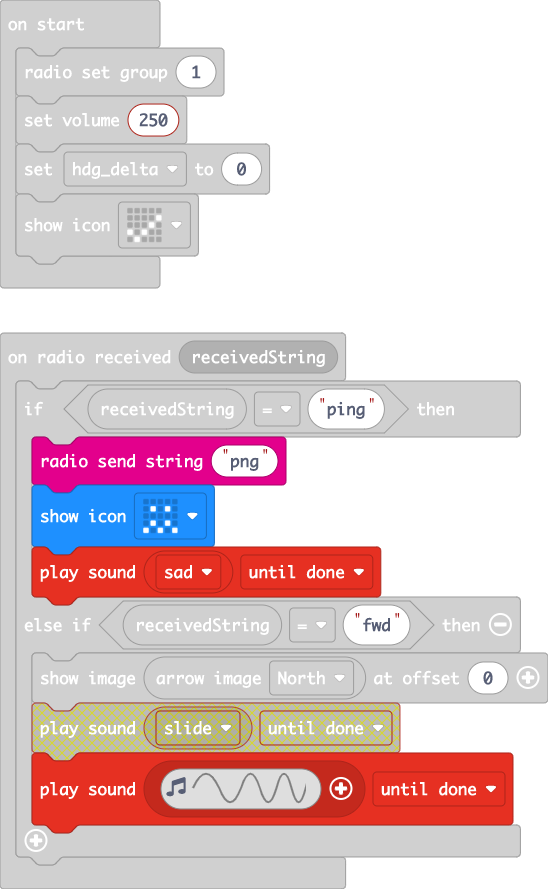 on start
radio set group 1
set volume 250
set hdg_delta to 0
show icon
on radio received receivedString
if receivedString = "ping" then
radio send string "png"
show icon
play sound sad until done
else if receivedString = "fwd" then
show image arrow image North at offset 0
play sound slide until done
play sound until done